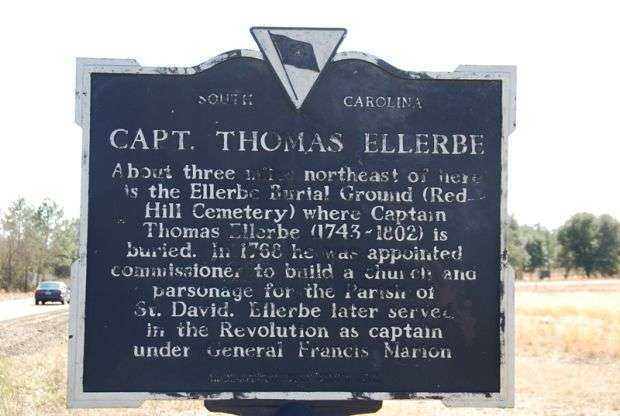 SOUTH CAROLINA
CAPT. THOMAS ELLERBE
About three miles northeast of here
is the Ellerbe Burial Ground (Red
Hill Cemetery) where Captain
Thomas Ellerbe (1743-1802) is
buried. In 1768 he was appointed
commissioner to build a church and
parsonage for the Parish of
St. David. Ellerbe later served
in the Revolution as captain
under General Francis Marion